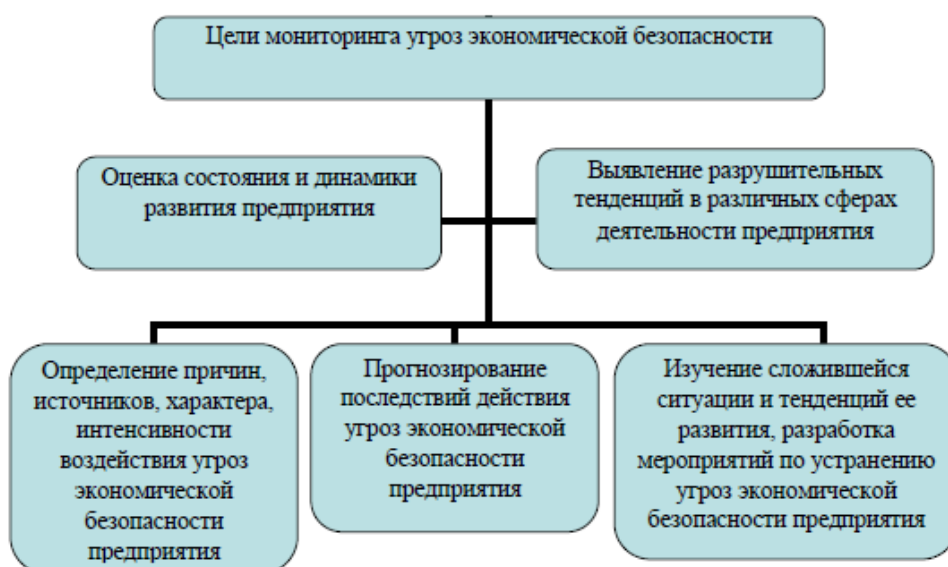 Цели мониторинга угроз экономической безопасности
Оценка состояния и динамики
развития предприятия
Выявление разрушительных
тенденций в различных сферах
деятельности предприятия
Определение причин,
источников, характера,
интенсивности
воздействия угроз
экономической
безопасности
предприятия
Прогнозирование
последствий действия
угроз экономической
безопасности
предприятия
Изучение сложившейся
ситуации и тенденций ее
развития, разработка
мероприятий по устранению
угроз экономической
безопасности предприятия